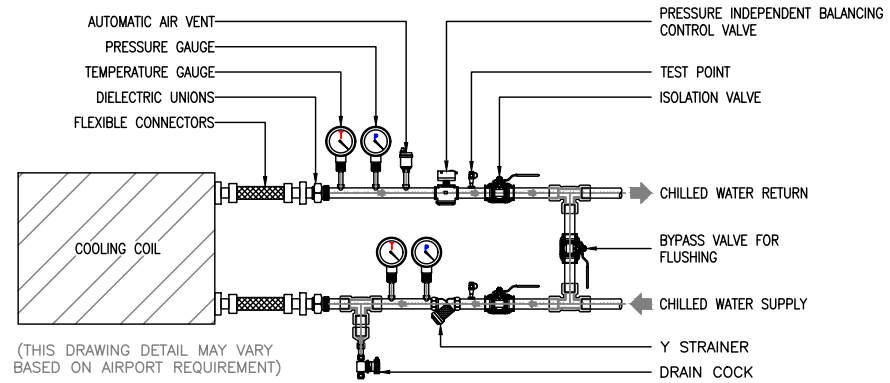 AUTOMATIC AIR VENT
PRESSURE GAUGE
TEMPERATURE GAUGE
DIELECTRIC UNIONS
FLEXIBLE CONNECTORS
PRESSURE INDEPENDENT BALANCING
CONTROL VALVE
TEST POINT
ISOLATION VALVE
T
P
CHILLED WATER RETURN
COOLING COIL
BYPASS VALVE FOR
FLUSHING
T
P
CHILLED WATER SUPPLY
Y STRAINER
DRAIN COCK
(THIS DRAWING DETAIL MAY VARY
BASED ON AIRPORT REQUIREMENT)